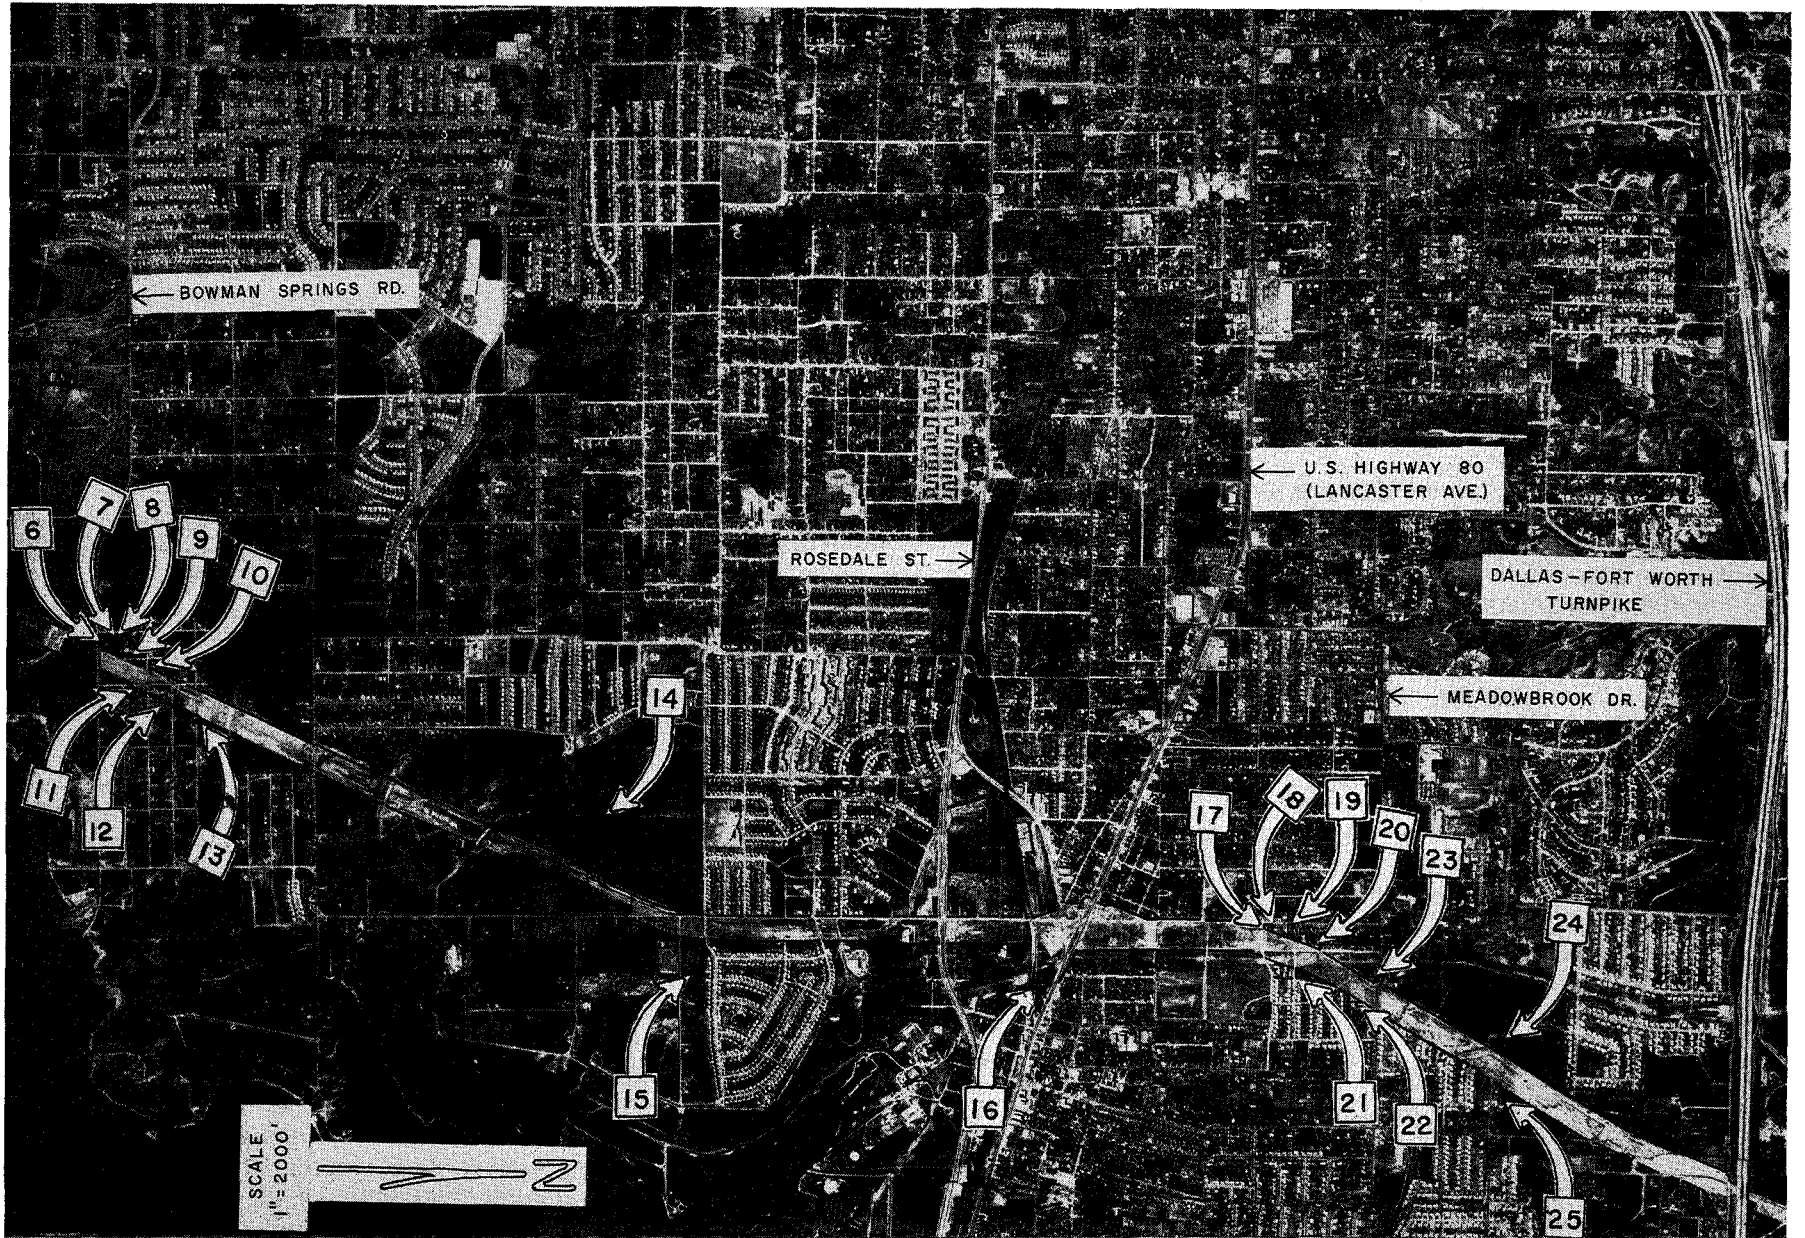 BOWMAN SPRINGS RD.
U.S. HIGHWAY 80
(LANCASTER AVE.)
ROSEDALE ST.
DALLAS-FORT WORTH
TURNPIKE
MEADOWBROOK DR.
6
7
8
9
10
11
12
13
14
15
16
17
18
19
20
23
24
21
22
25
SCALE
1"=2000'
N